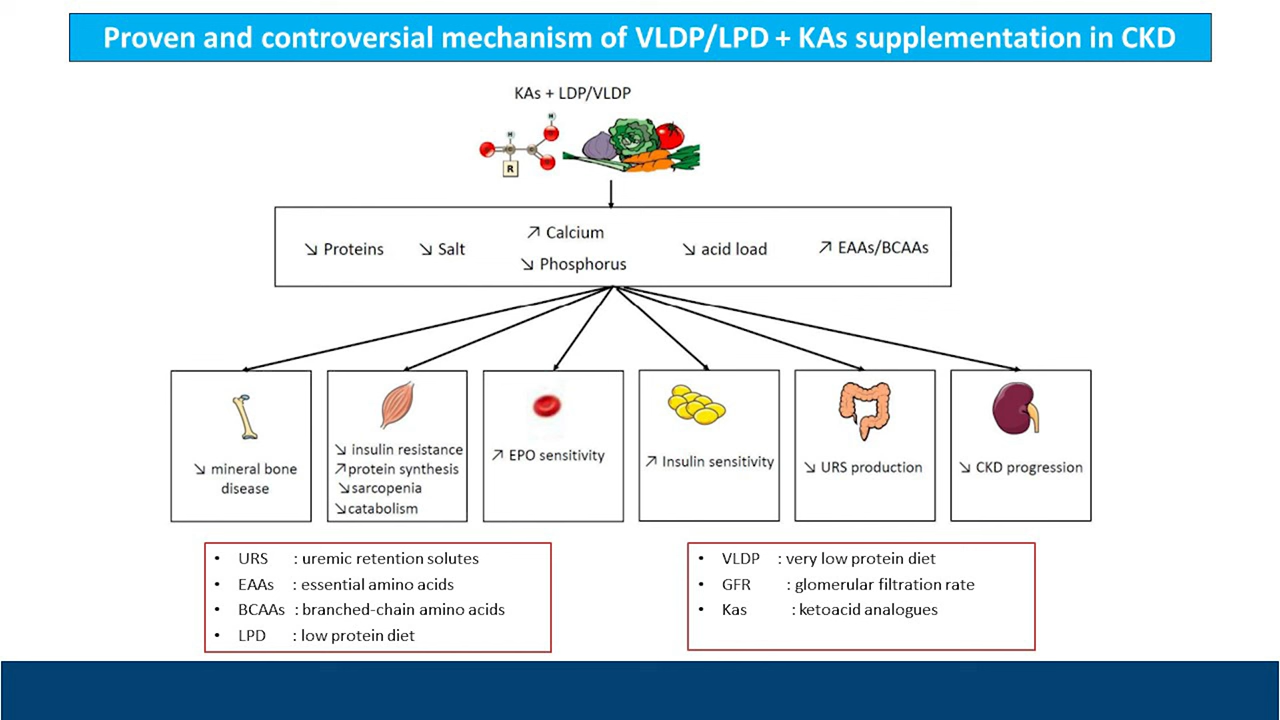 Proven and controversial mechanism of VLDP/LPD + KAs supplementation in CKD
KAs + LDP/VLDP
H
H
C
C
R
↘ Proteins
↘ Salt
↗ Calcium
↘ Phosphorus
↘ acid load
↗ EAAs/BCAAs
↘ mineral bone
disease
↘ insulin resistance
↗protein synthesis
↘sarcopenia
↘catabolism
↗ EPO sensitivity
↗ Insulin sensitivity
↘ URS production
↘ CKD progression
• URS : uremic retention solutes
• EAAs : essential amino acids
• BCAAs : branched-chain amino acids
• LPD : low protein diet
• VLDP : very low protein diet
• GFR : glomerular filtration rate
• Kas : ketoacid analogues